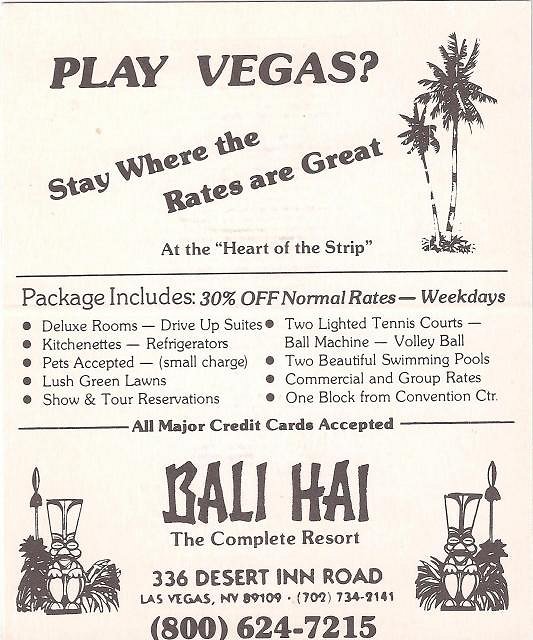 PLAY VEGAS?
Stay Where the
Rates are Great
At the "Heart of the Strip"
Package Includes: 30% OFF Normal Rates — Weekdays
● Deluxe Rooms — Drive Up Suites
● Kitchenettes — Refrigerators
● Pets Accepted — (small charge)
● Lush Green Lawns
● Show & Tour Reservations
● Two Lighted Tennis Courts —
Ball Machine — Volley Ball
● Two Beautiful Swimming Pools
● Commercial and Group Rates
● One Block from Convention Ctr.
All Major Credit Cards Accepted
BALI HAI
The Complete Resort
336 DESERT INN ROAD
LAS VEGAS, NV 89109 · (702) 734-2141
(800) 624-7215